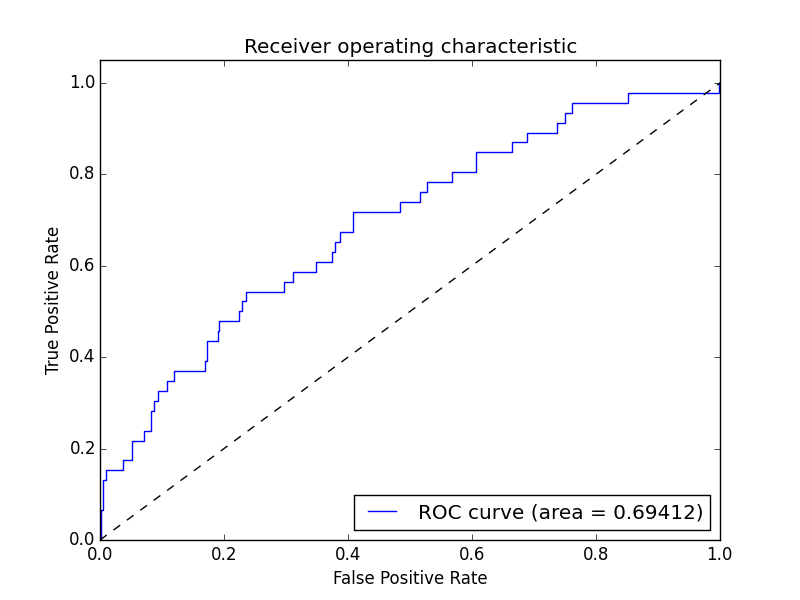 Receiver operating characteristic
1.0
0.8
0.6
0.4
0.2
0.0
True Positive Rate
ROC curve (area = 0.69412)
0.0 0.2 0.4 0.6 0.8 1.0
False Positive Rate